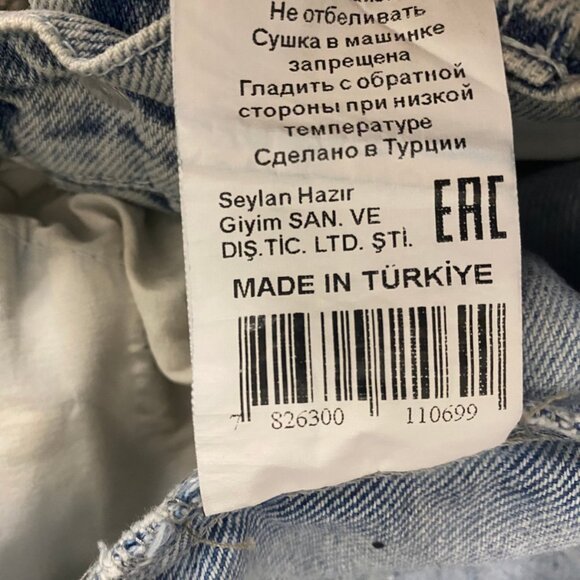 Не отбеливать
Сушка в машинке
запрещена
Гладить с обратной
стороны при низкой
температуре
Сделано в Турции
Seylan Hazır
Giyim SAN. VE
DIŞ.TİC. LTD. ŞTİ.
EAC
MADE IN TÜRKİYE
7 826300 110699